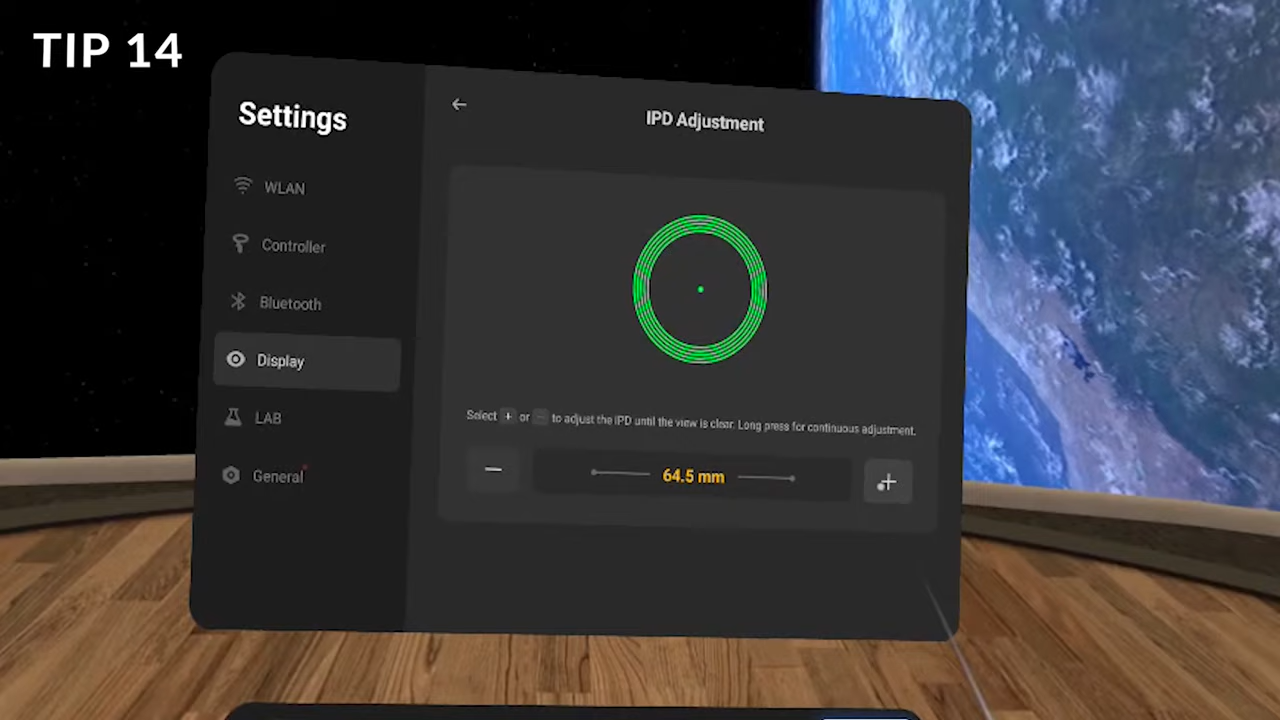 TIP 14
Settings
WLAN
Controller
Bluetooth
Display
LAB
General
IPD Adjustment
Select + or − to adjust the IPD until the view is clear. Long press for continuous adjustment.
− 64.5 mm +